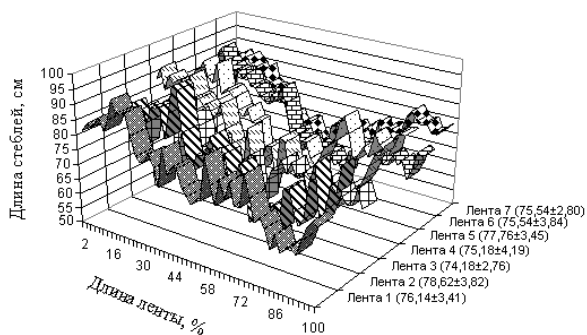 Длина стеблей, см
100
95
90
85
80
75
70
65
60
55
50
2
16
30
44
58
72
86
100
Длина ленты, %
Лента 7 (75,54±2,80)
Лента 6 (75,54±3,84)
Лента 5 (77,76±3,45)
Лента 4 (75,18±4,19)
Лента 3 (74,18±2,76)
Лента 2 (78,62±3,82)
Лента 1 (76,14±3,41)